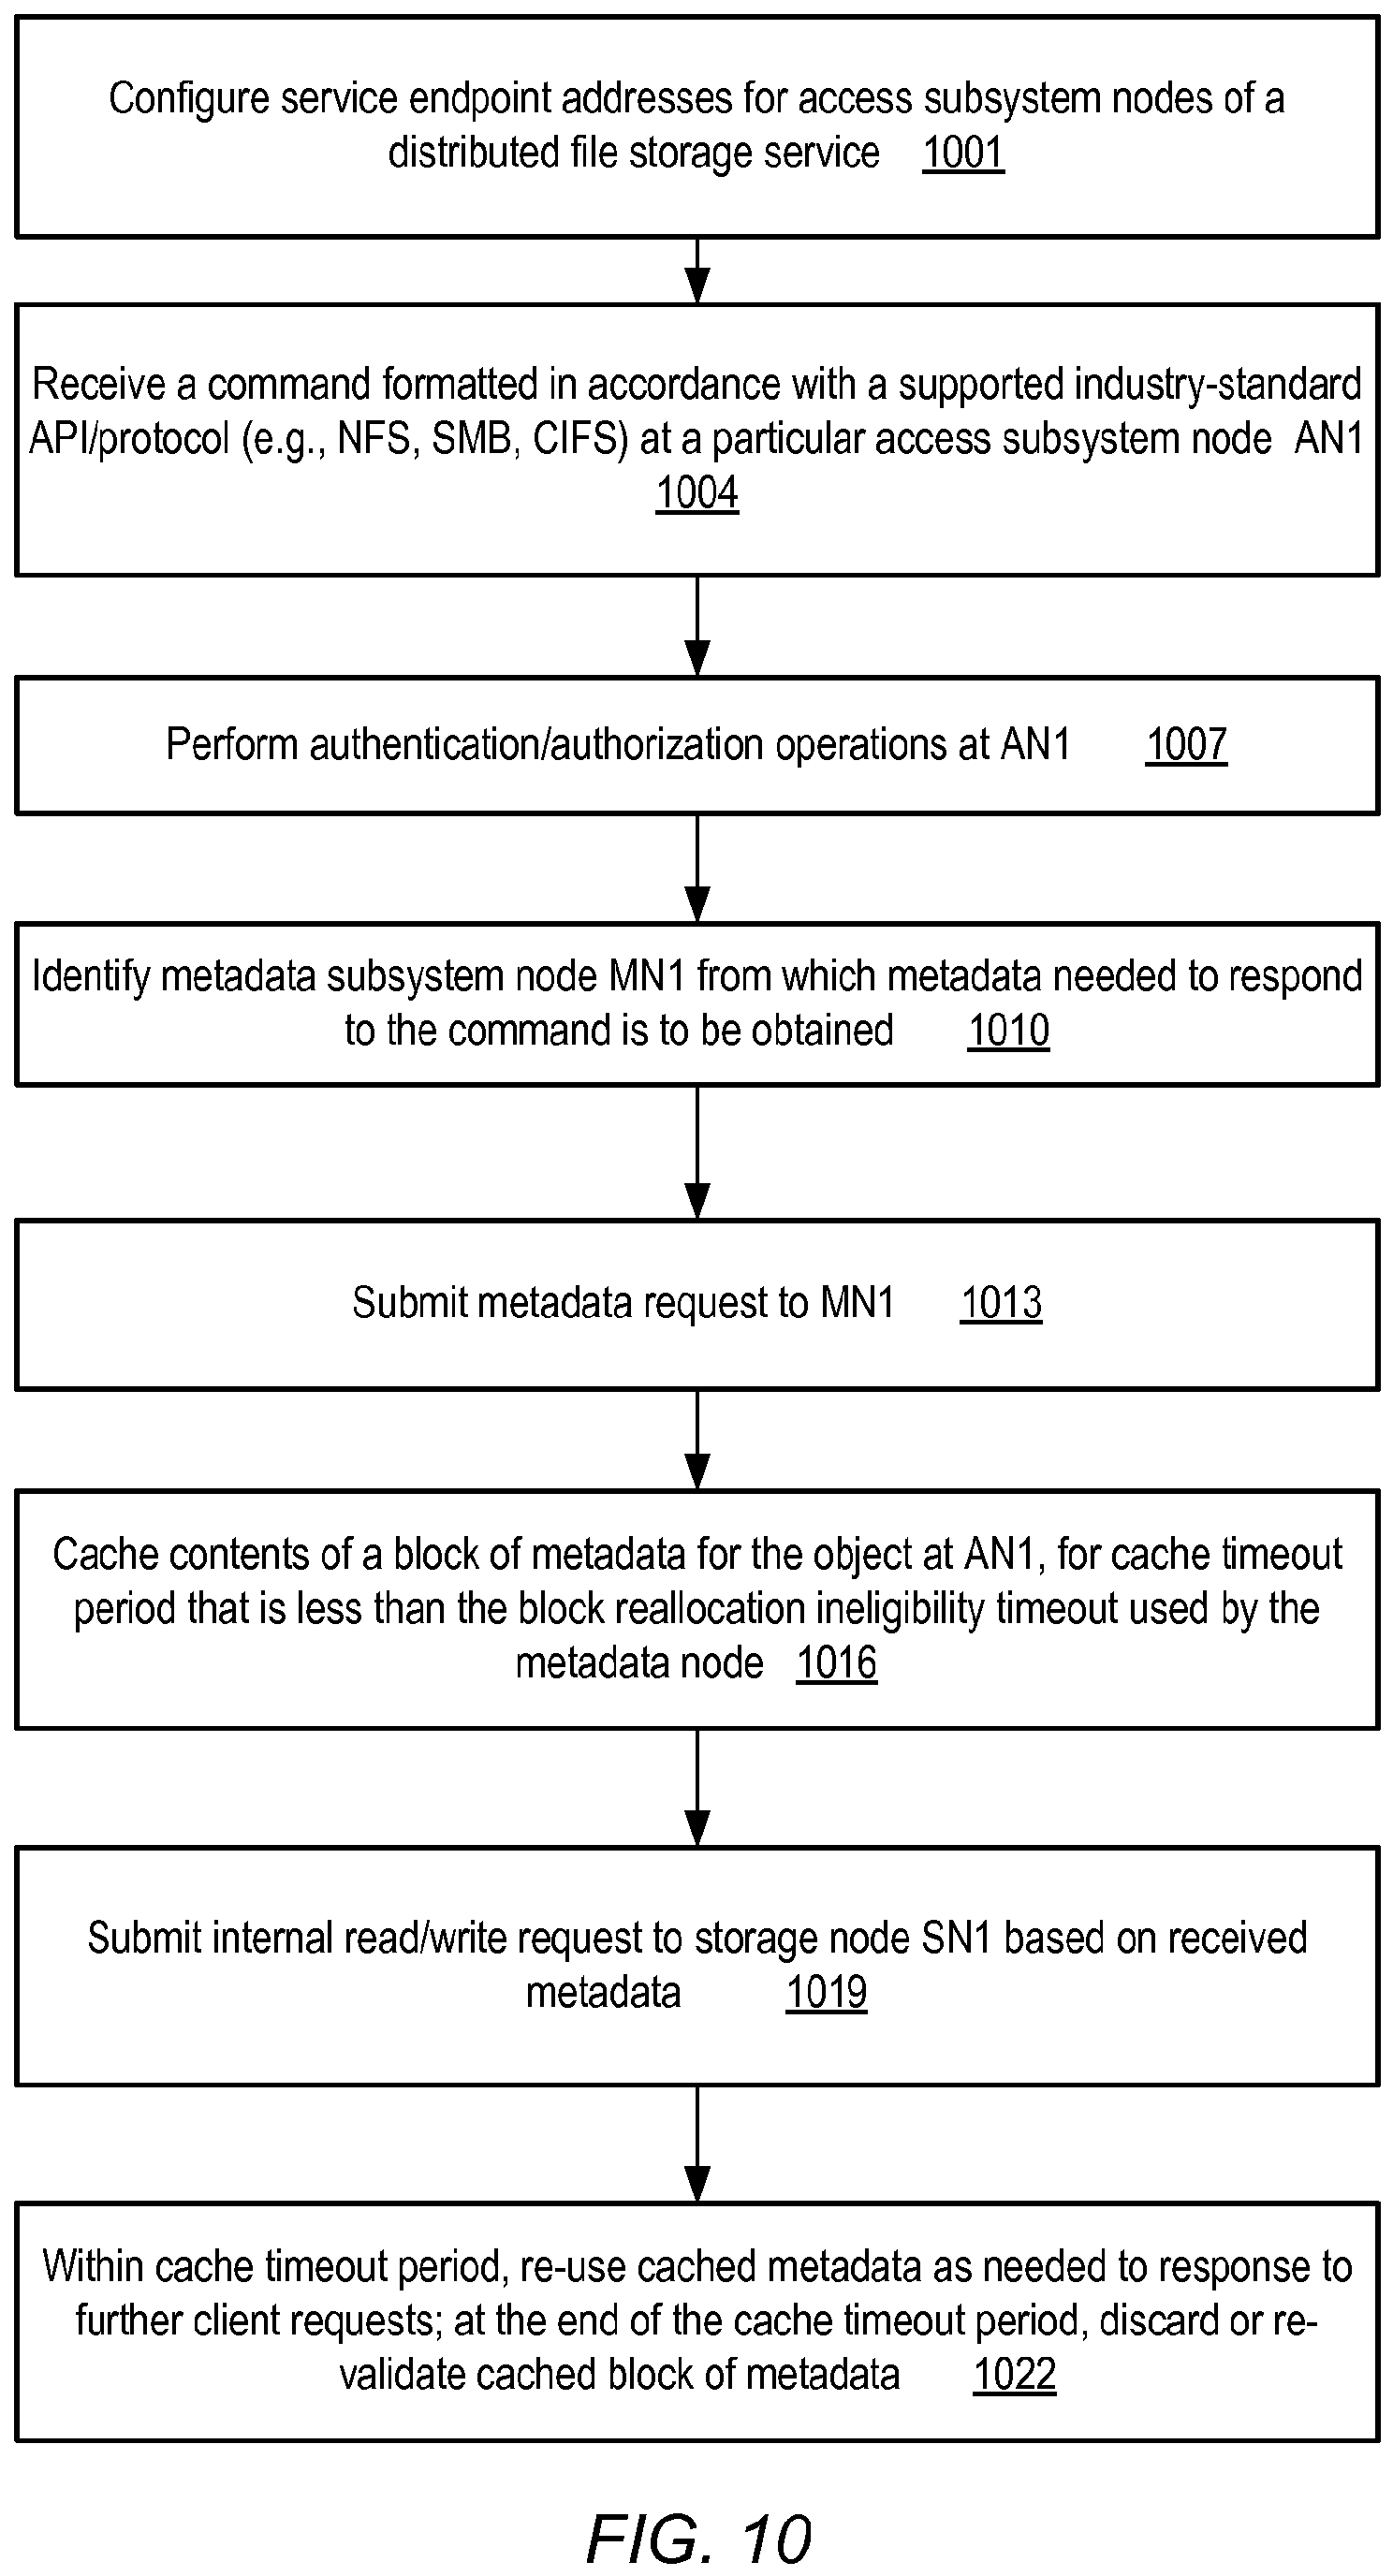 Configure service endpoint addresses for access subsystem nodes of a
distributed file storage service 1001
Receive a command formatted in accordance with a supported industry-standard
API/protocol (e.g., NFS, SMB, CIFS) at a particular access subsystem node AN1
1004
Perform authentication/authorization operations at AN1 1007
Identify metadata subsystem node MN1 from which metadata needed to respond
to the command is to be obtained 1010
Submit metadata request to MN1 1013
Cache contents of a block of metadata for the object at AN1, for cache timeout
period that is less than the block reallocation ineligibility timeout used by the
metadata node 1016
Submit internal read/write request to storage node SN1 based on received
metadata 1019
Within cache timeout period, re-use cached metadata as needed to response to
further client requests; at the end of the cache timeout period, discard or re-
validate cached block of metadata 1022
FIG. 10